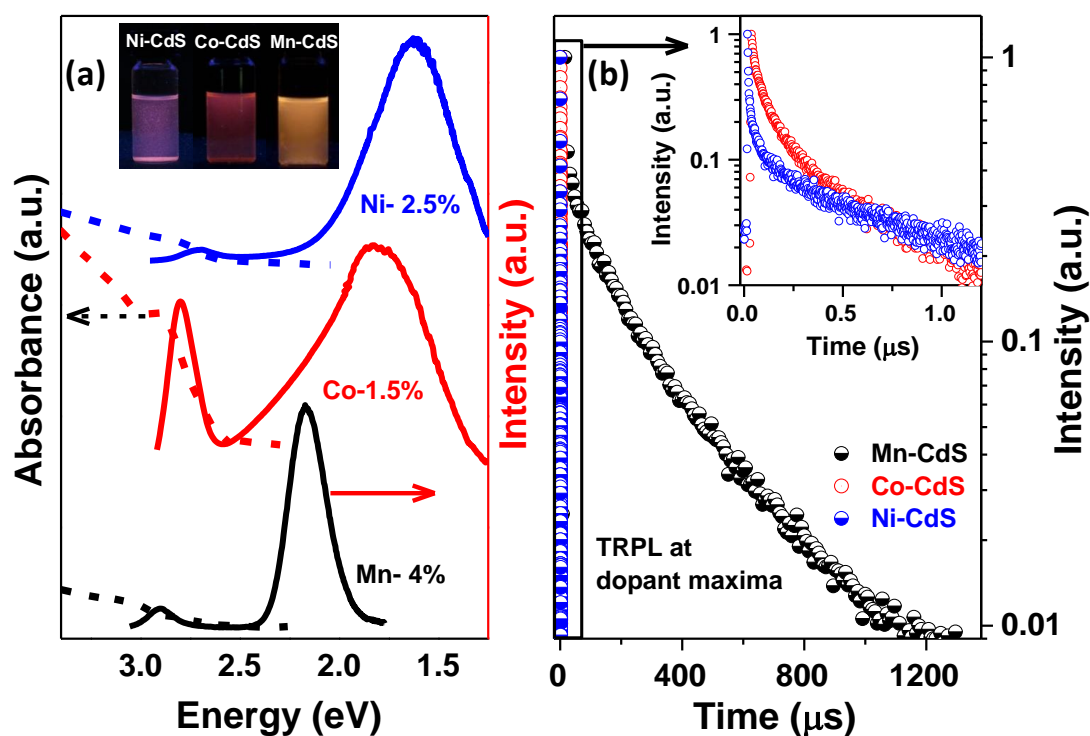 (a)
Ni-CdS Co-CdS Mn-CdS
Ni- 2.5%
Co-1.5%
Mn- 4%
Absorbance (a.u.)
Intensity (a.u.)
3.0 2.5 2.0 1.5
Energy (eV)
(b)
1
0.1
0.01
Intensity (a.u.)
0.0 0.5 1.0
Time (μs)
Mn-CdS
Co-CdS
Ni-CdS
TRPL at
dopant maxima
1
0.1
0.01
Intensity (a.u.)
0 400 800 1200
Time (μs)